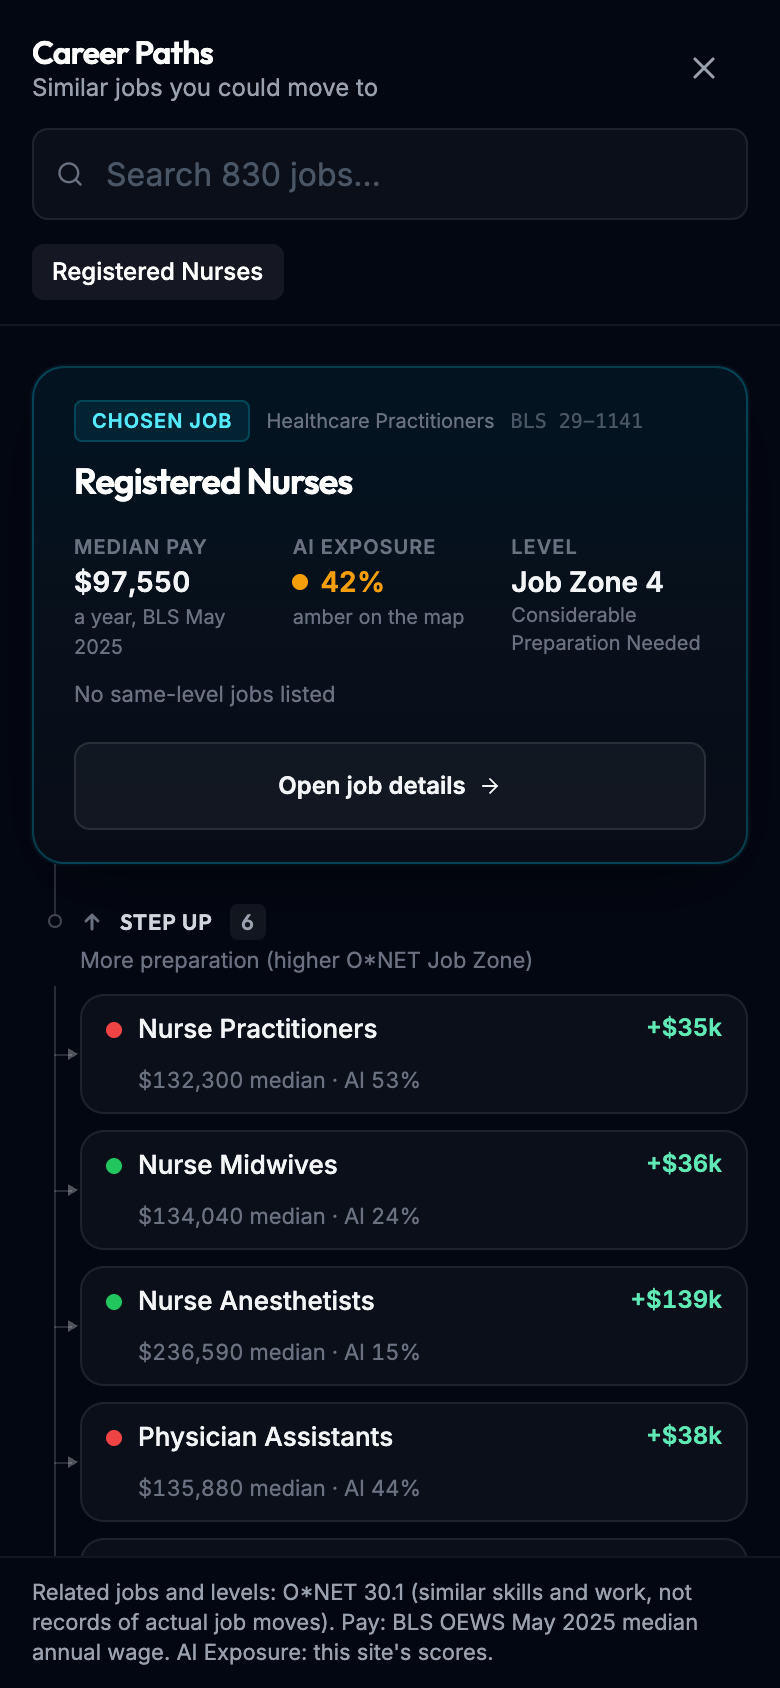 Career Paths
Similar jobs you could move to
Search 830 jobs...
Registered Nurses
CHOSEN JOB Healthcare Practitioners BLS 29-1141
Registered Nurses
MEDIAN PAY
$97,550
a year, BLS May
2025
AI EXPOSURE
42%
amber on the map
LEVEL
Job Zone 4
Considerable
Preparation Needed
No same-level jobs listed
Open job details →
↑ STEP UP 6
More preparation (higher O*NET Job Zone)
Nurse Practitioners +$35k
$132,300 median · AI 53%
Nurse Midwives +$36k
$134,040 median · AI 24%
Nurse Anesthetists +$139k
$236,590 median · AI 15%
Physician Assistants +$38k
$135,880 median · AI 44%
Related jobs and levels: O*NET 30.1 (similar skills and work, not
records of actual job moves). Pay: BLS OEWS May 2025 median
annual wage. AI Exposure: this site's scores.